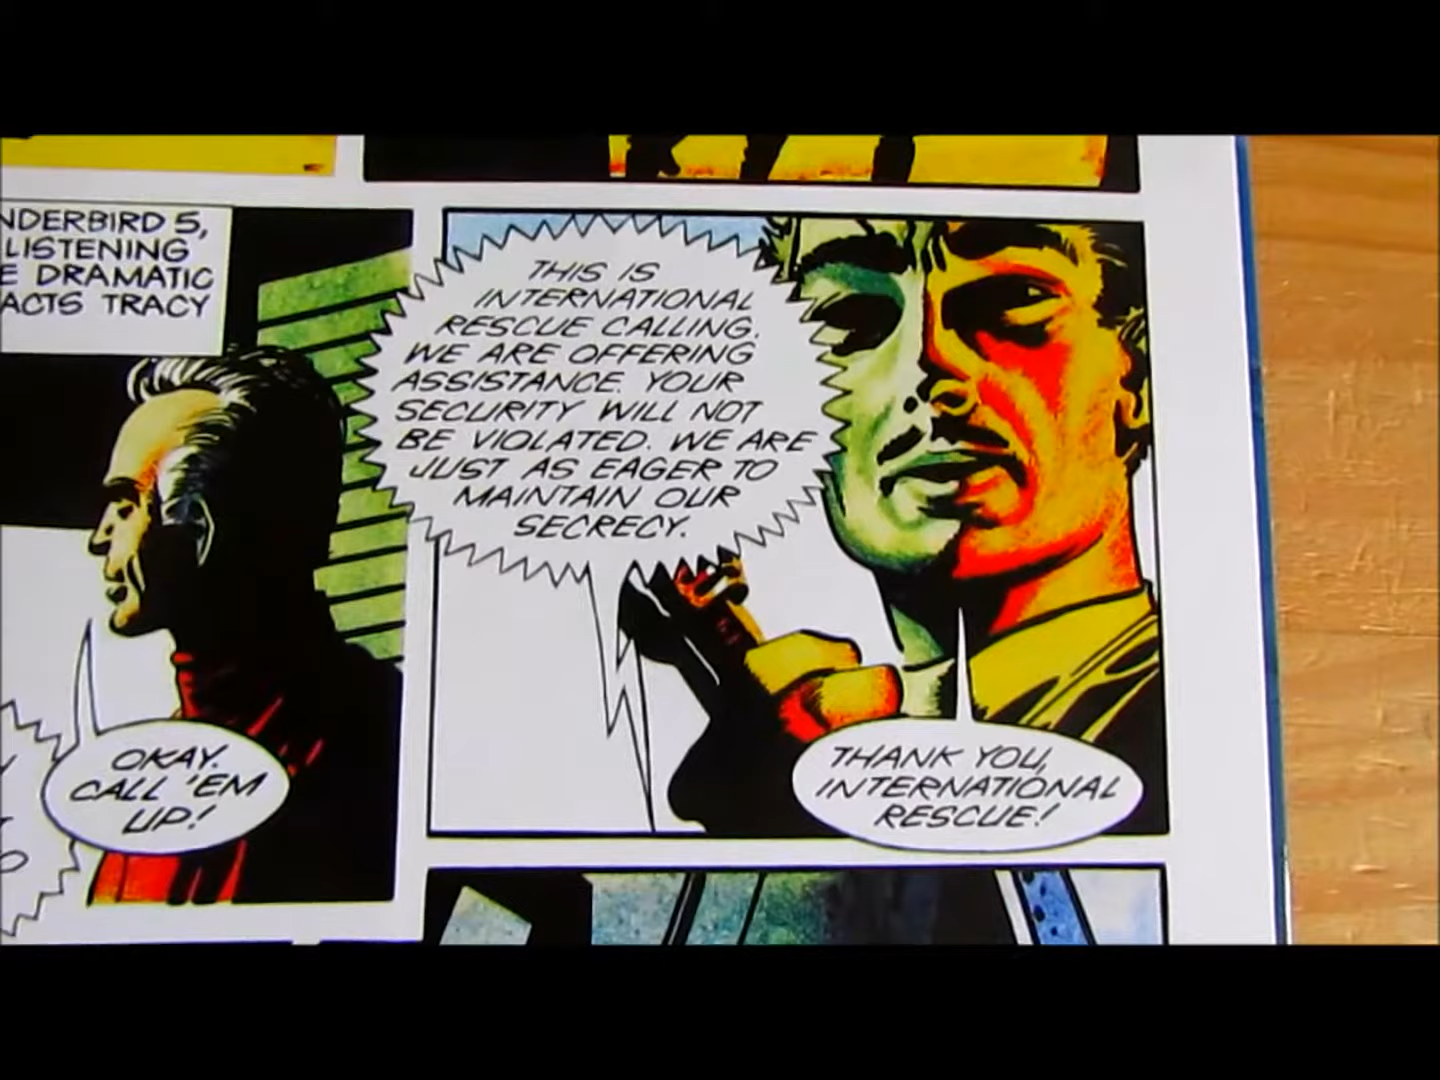 NDERBIRD 5,
LISTENING
E DRAMATIC
ACTS TRACY
OKAY.
CALL 'EM
UP!
THIS IS
INTERNATIONAL
RESCUE CALLING.
WE ARE OFFERING
ASSISTANCE. YOUR
SECURITY WILL NOT
BE VIOLATED. WE ARE
JUST AS EAGER TO
MAINTAIN OUR
SECRECY.
THANK YOU,
INTERNATIONAL
RESCUE!